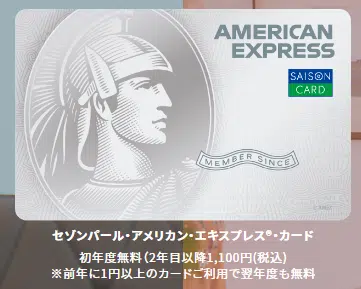 AMERICAN
EXPRESS
SAISON
CARD
MEMBER SINCE
セゾンパール・アメリカン・エキスプレス®・カード
初年度無料（2年目以降1,100円(税込)
※前年に1円以上のカードご利用で翌年度も無料